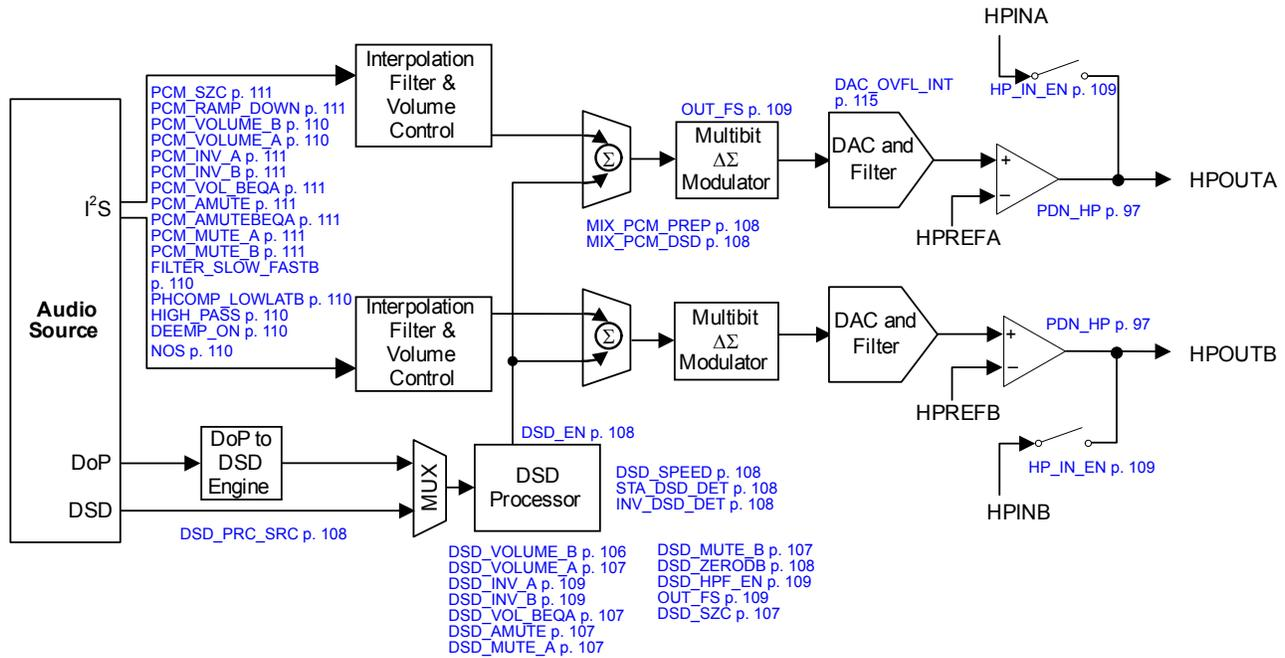 HPINA
HP_IN_EN p. 109
Interpolation
Filter &
Volume
Control
PCM_SZC p. 111
PCM_RAMP_DOWN p. 111
PCM_VOLUME_B p. 110
PCM_VOLUME_A p. 110
PCM_INV_A p. 111
PCM_INV_B p. 111
PCM_VOL_BEQA p. 111
PCM_AMUTE p. 111
PCM_AMUTEBEQA p. 111
PCM_MUTE_A p. 111
PCM_MUTE_B p. 111
FILTER_SLOW_FASTB
p. 110
PHCOMP_LOWLATB p. 110
HIGH_PASS p. 110
DEEMP_ON p. 110
NOS p. 110
Σ
OUT_FS p. 109
Multibit
ΔΣ
Modulator
DAC_OVFL_INT
p. 115
DAC and
Filter
+
−
HPOUTA
PDN_HP p. 97
HPREFA
MIX_PCM_PREP p. 108
MIX_PCM_DSD p. 108
I²S
Audio
Source
Interpolation
Filter &
Volume
Control
Σ
Multibit
ΔΣ
Modulator
DAC and
Filter
+
−
PDN_HP p. 97
HPOUTB
HPREFB
HP_IN_EN p. 109
HPINB
DoP
DSD
DoP to
DSD
Engine
MUX
DSD_PRC_SRC p. 108
DSD_EN p. 108
DSD
Processor
DSD_SPEED p. 108
STA_DSD_DET p. 108
INV_DSD_DET p. 108
DSD_VOLUME_B p. 106
DSD_VOLUME_A p. 107
DSD_INV_A p. 109
DSD_INV_B p. 109
DSD_VOL_BEQA p. 107
DSD_AMUTE p. 107
DSD_MUTE_A p. 107
DSD_MUTE_B p. 107
DSD_ZERODB p. 108
DSD_HPF_EN p. 109
OUT_FS p. 109
DSD_SZC p. 107